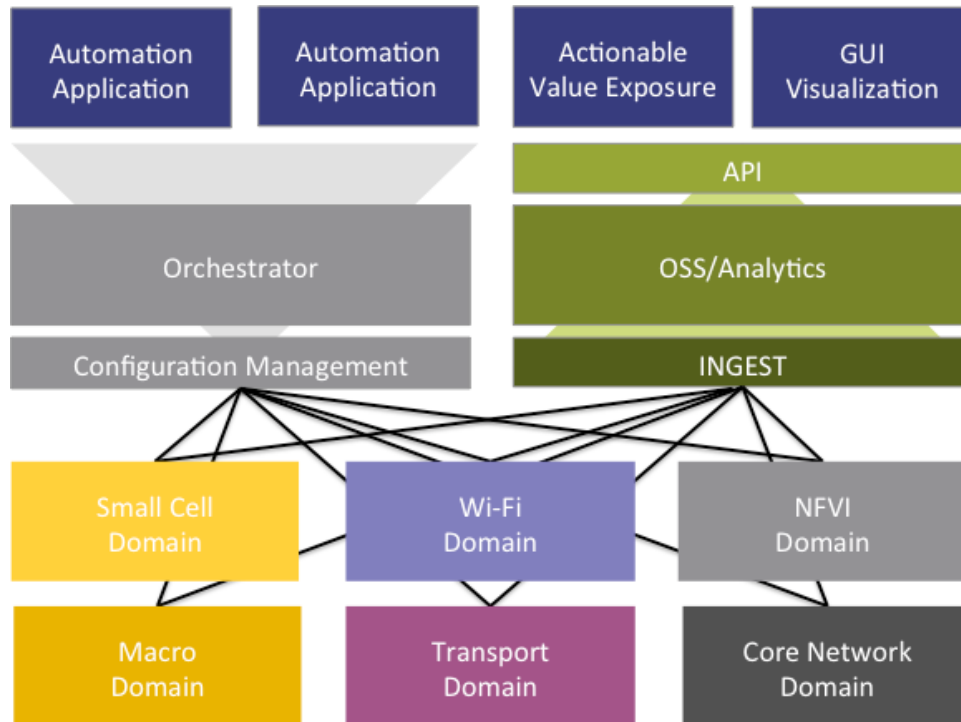 Automation
Application
Automation
Application
Actionable
Value Exposure
GUI
Visualization
API
Orchestrator
OSS/Analytics
Configuration Management
INGEST
Small Cell
Domain
Wi-Fi
Domain
NFVI
Domain
Macro
Domain
Transport
Domain
Core Network
Domain